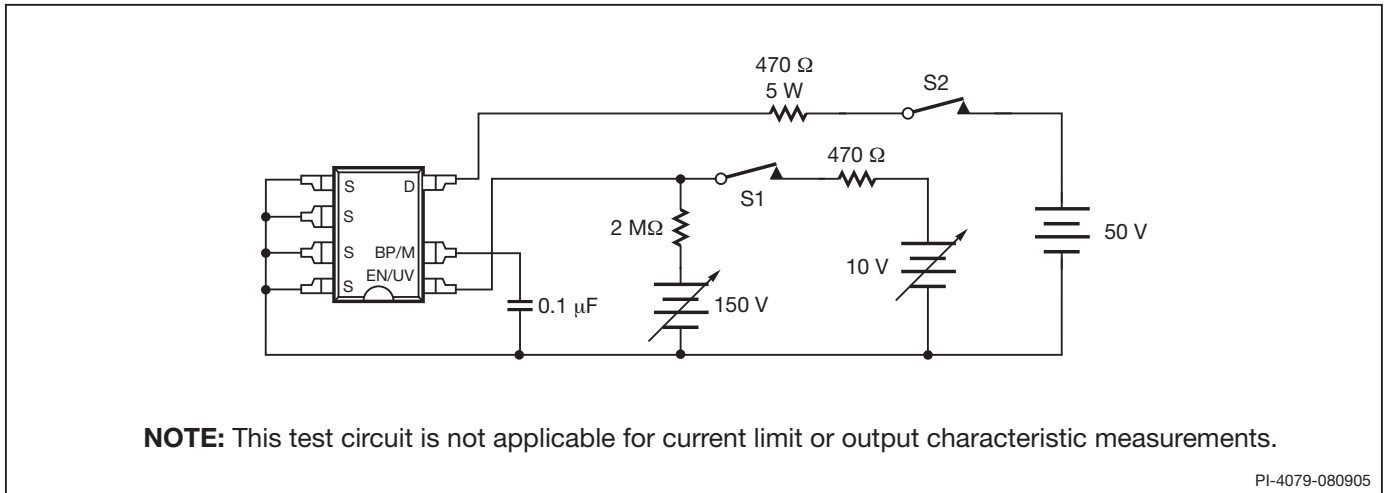 470 Ω
5 W
S2
470 Ω
S1
S D
S
S BP/M
EN/UV
S
2 MΩ
0.1 μF
150 V
10 V
50 V
NOTE: This test circuit is not applicable for current limit or output characteristic measurements.
PI-4079-080905